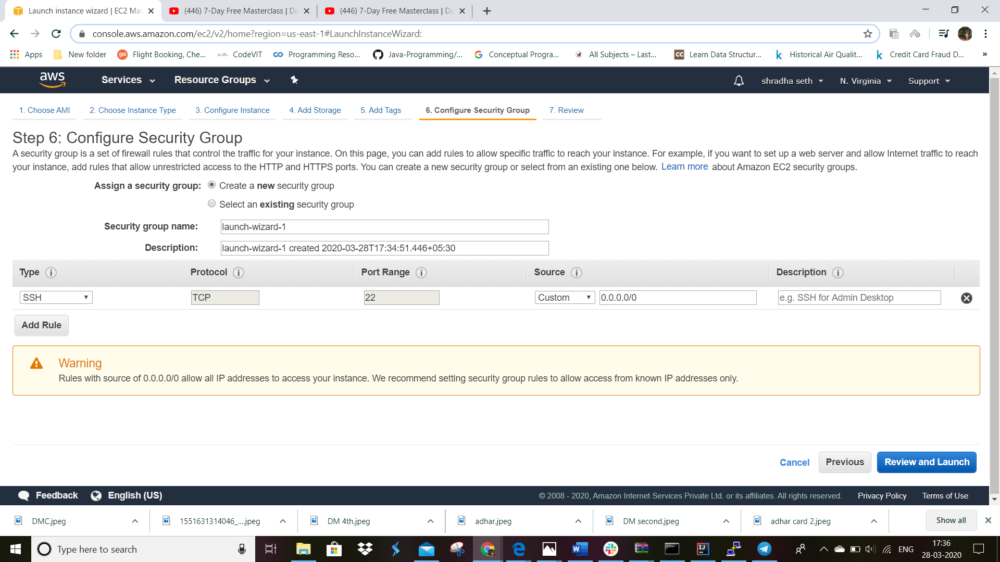 Launch instance wizard | EC2 Mar
(446) 7-Day Free Masterclass | Da
(446) 7-Day Free Masterclass | Da
console.aws.amazon.com/ec2/v2/home?region=us-east-1#LaunchInstanceWizard:
Apps
New folder
go
Flight Booking, Che...
CodeVIT
Programming Reso...
Java-Programming/...
Conceptual Progra...
All Subjects – Last...
CC
Learn Data Structur...
k
Historical Air Qualit...
k
Credit Card Fraud D...
»
aws
Services
Resource Groups
shradha seth
N. Virginia
Support
1. Choose AMI
2. Choose Instance Type
3. Configure Instance
4. Add Storage
5. Add Tags
6. Configure Security Group
7. Review
Step 6: Configure Security Group
A security group is a set of firewall rules that control the traffic for your instance. On this page, you can add rules to allow specific traffic to reach your instance. For example, if you want to set up a web server and allow Internet traffic to reach
your instance, add rules that allow unrestricted access to the HTTP and HTTPS ports. You can create a new security group or select from an existing one below. Learn more about Amazon EC2 security groups.
Assign a security group:
Create a new security group
Select an existing security group
Security group name:
launch-wizard-1
Description:
launch-wizard-1 created 2020-03-28T17:34:51.446+05:30
Type
Protocol
Port Range
Source
Description
SSH
TCP
22
Custom
0.0.0.0/0
e.g. SSH for Admin Desktop
Add Rule
Warning
Rules with source of 0.0.0.0/0 allow all IP addresses to access your instance. We recommend setting security group rules to allow access from known IP addresses only.
Cancel
Previous
Review and Launch
Feedback
English (US)
© 2008 - 2020, Amazon Internet Services Private Ltd. or its affiliates. All rights reserved.
Privacy Policy
Terms of Use
DMC.jpeg
1551631314046_....jpeg
DM 4th.jpeg
adhar.jpeg
DM second.jpeg
adhar card 2.jpeg
Show all
Type here to search
ENG
17:36
28-03-2020